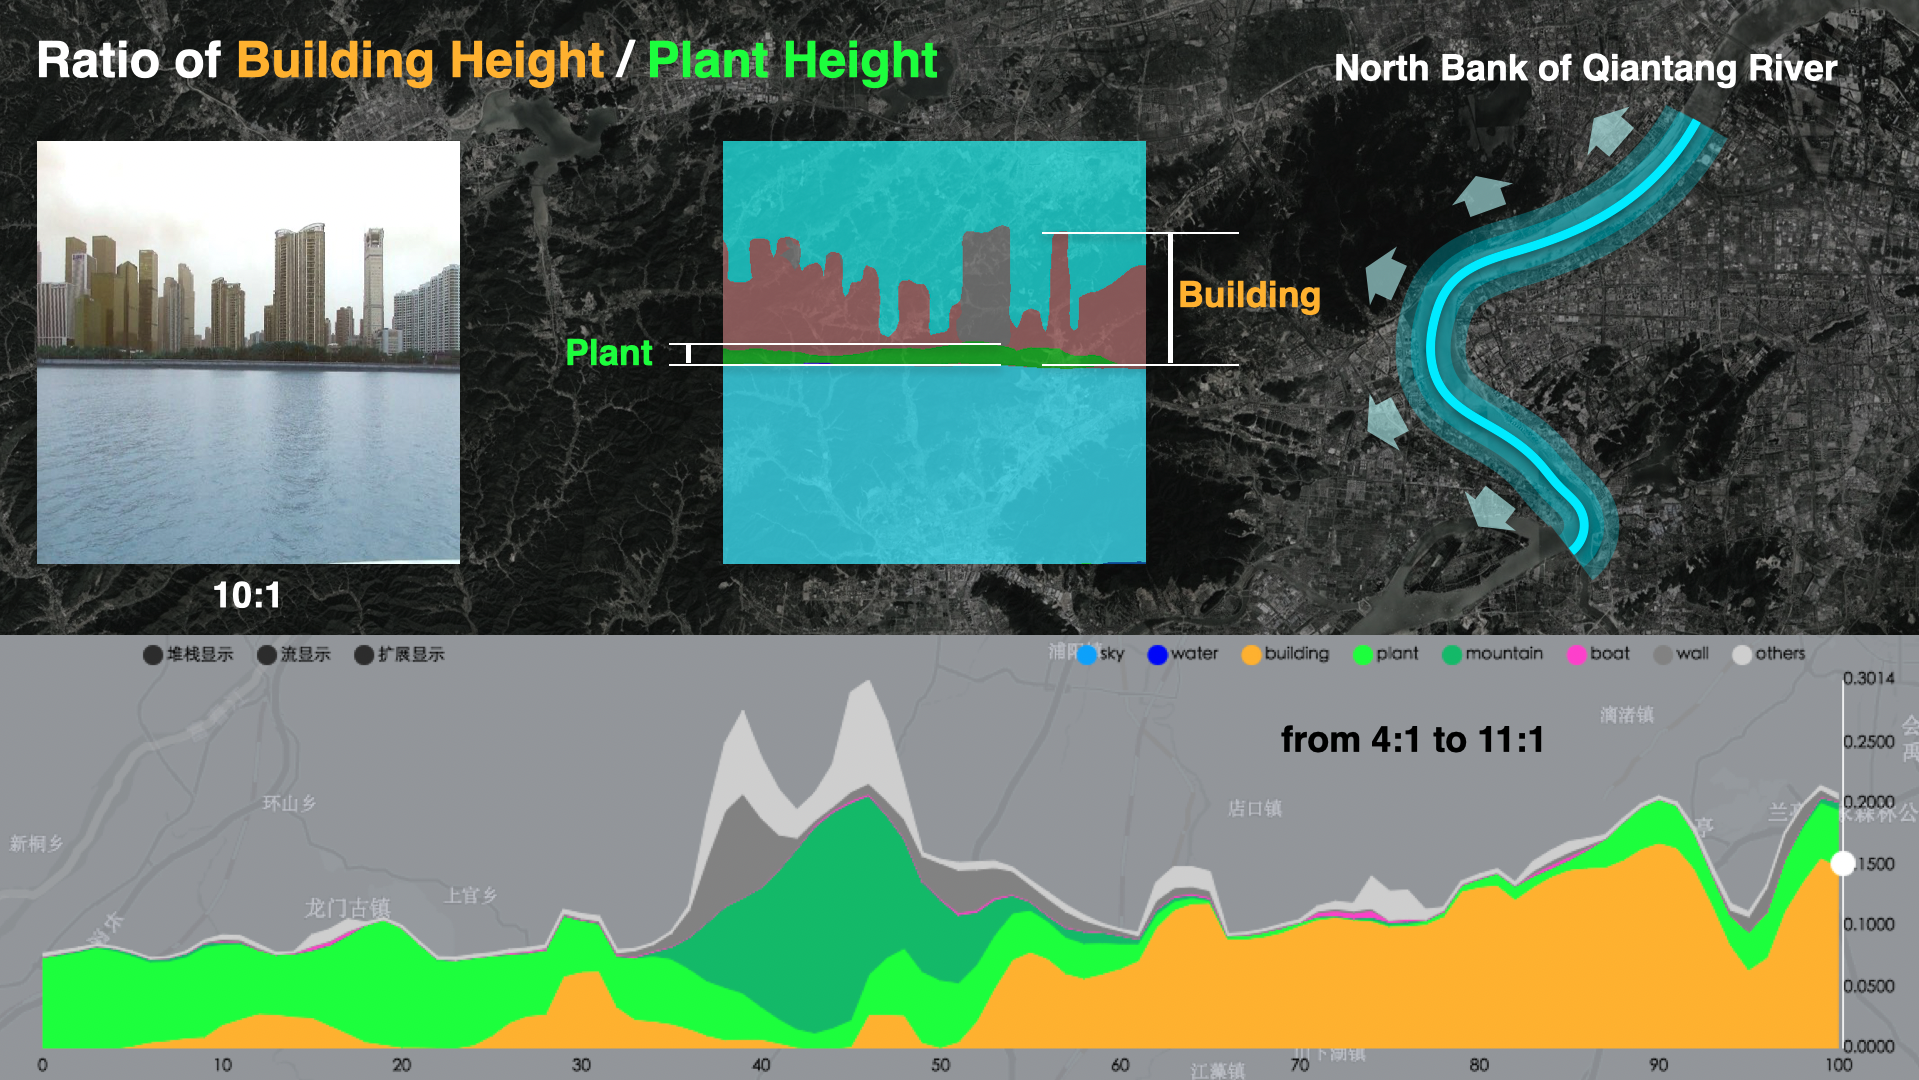 Ratio of Building Height / Plant Height
North Bank of Qiantang River
Building
Plant
10:1
堆栈显示 流显示 扩展显示
sky water building plant mountain boat wall others
0.3014
from 4:1 to 11:1
漓渚镇
0.2500
环山乡
店口镇
0.2000
新桐乡
0.1500
上官乡
龙门古镇
0.1000
0.0500
0.0000
0 10 20 30 40 50 60 70 80 90 100
江藻镇